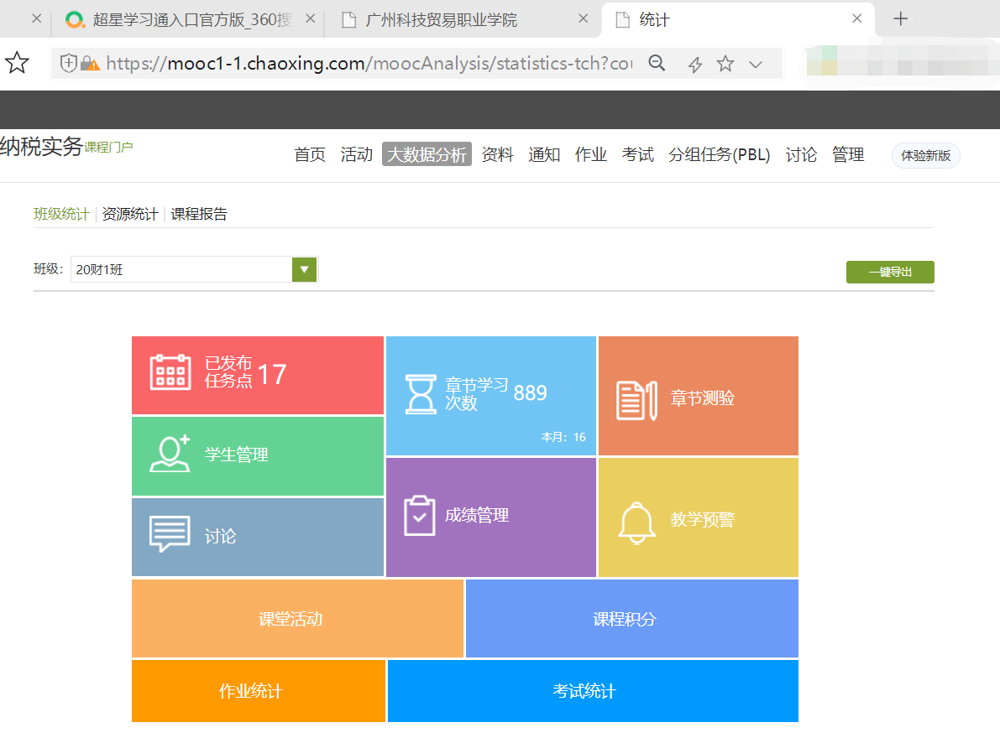 超星学习通入口官方版_360搜
广州科技贸易职业学院
统计
https://mooc1-1.chaoxing.com/moocAnalysis/statistics-tch?cou
纳税实务课程门户
首页 活动 大数据分析 资料 通知 作业 考试 分组任务(PBL) 讨论 管理 体验新版
班级统计 | 资源统计 | 课程报告
班级: 20财1班
一键导出
已发布
任务点 17
章节学习
次数 889
本月: 16
章节测验
学生管理
成绩管理
教学预警
讨论
课堂活动
课程积分
作业统计
考试统计